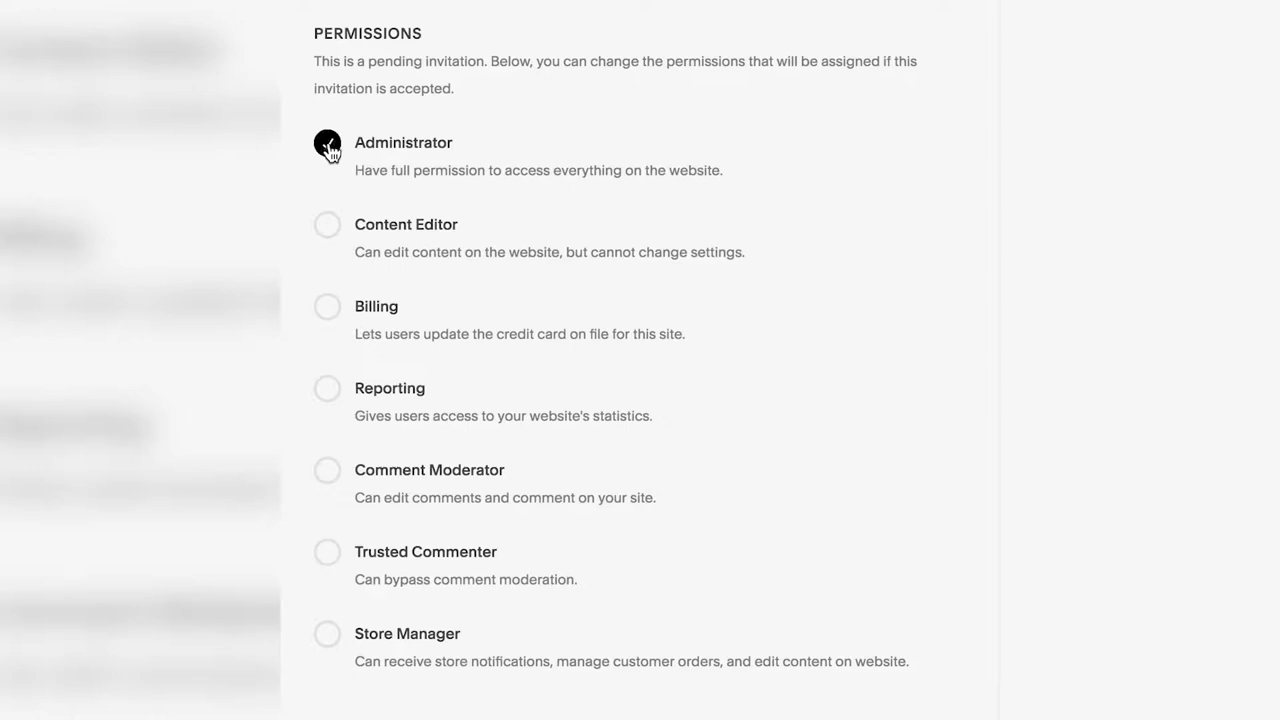 PERMISSIONS
This is a pending invitation. Below, you can change the permissions that will be assigned if this
invitation is accepted.
Administrator
Have full permission to access everything on the website.
Content Editor
Can edit content on the website, but cannot change settings.
Billing
Lets users update the credit card on file for this site.
Reporting
Gives users access to your website's statistics.
Comment Moderator
Can edit comments and comment on your site.
Trusted Commenter
Can bypass comment moderation.
Store Manager
Can receive store notifications, manage customer orders, and edit content on website.